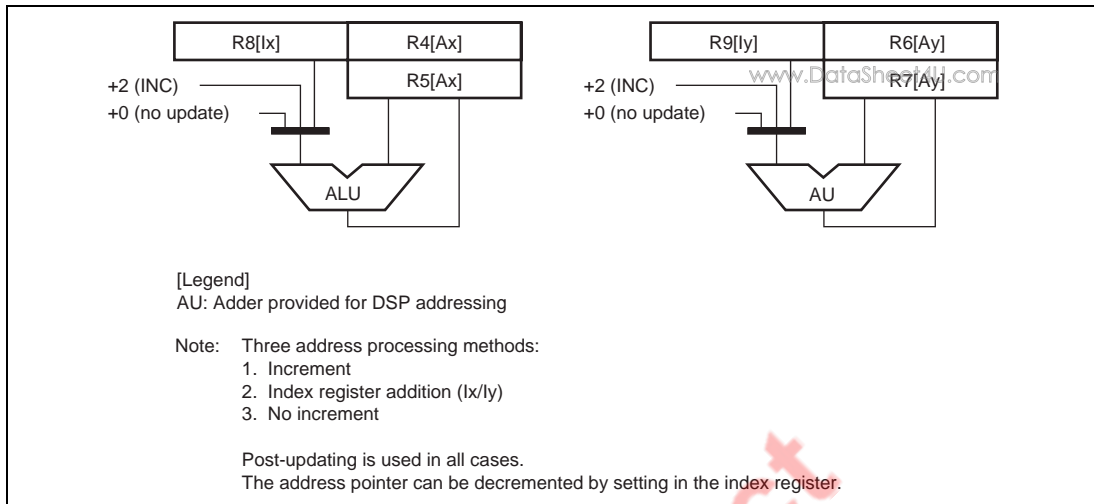 R8[Ix] R4[Ax]
R5[Ax]
+2 (INC)
+0 (no update)
ALU
R9[Iy] R6[Ay]
www.DataSheet4U.com
R7[Ay]
+2 (INC)
+0 (no update)
AU
[Legend]
AU: Adder provided for DSP addressing
Note: Three address processing methods:
1. Increment
2. Index register addition (Ix/Iy)
3. No increment
Post-updating is used in all cases.
The address pointer can be decremented by setting in the index register.